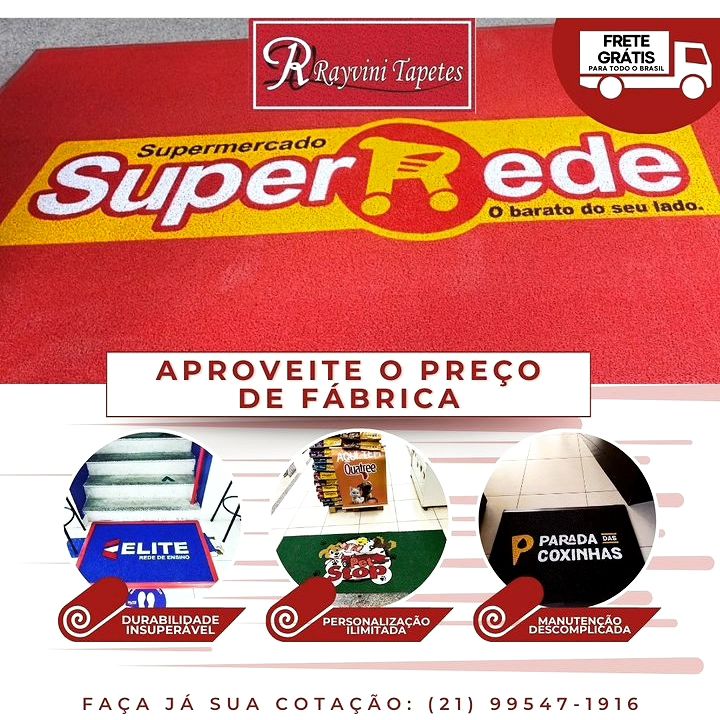 R Rayvini Tapetes
FRETE
GRÁTIS
PARA TODO O BRASIL
Supermercado
Super Rede
O barato do seu lado.
APROVEITE O PREÇO
DE FÁBRICA
ELITE
REDE DE ENSINO
Quatree
Pet
Stop
P PARADA DAS
COXINHAS
DURABILIDADE
INSUPERÁVEL
PERSONALIZAÇÃO
ILIMITADA
MANUTENÇÃO
DESCOMPLICADA
FAÇA JÁ SUA COTAÇÃO: (21) 99547-1916